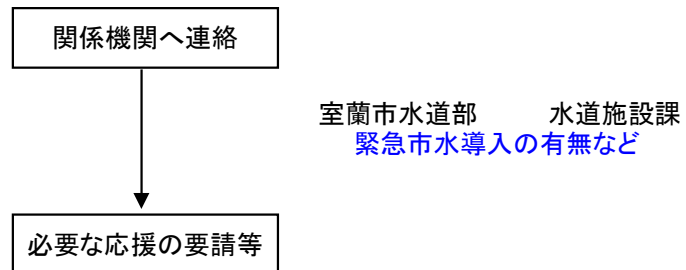 関係機関へ連絡
室蘭市水道部　　水道施設課
緊急市水導入の有無など
必要な応援の要請等